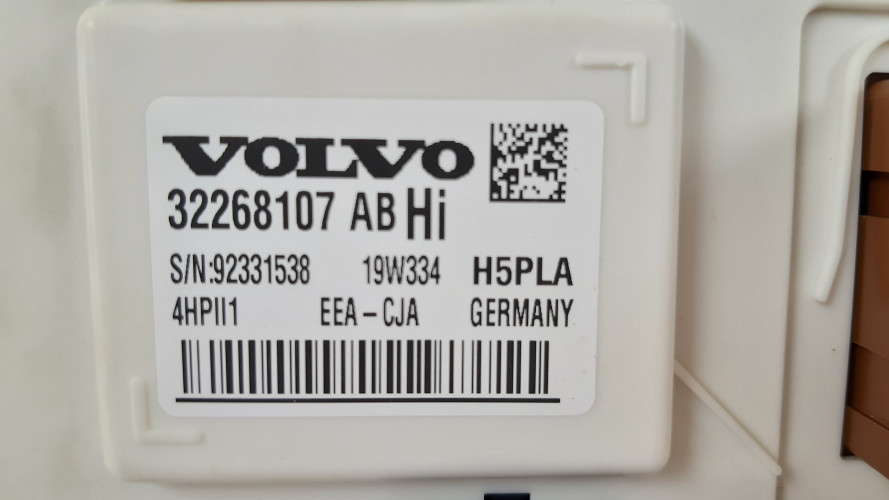 VOLVO
32268107 AB Hi
S/N:92331538 19W334 H5PLA
4HPII1 EEA-CJA GERMANY